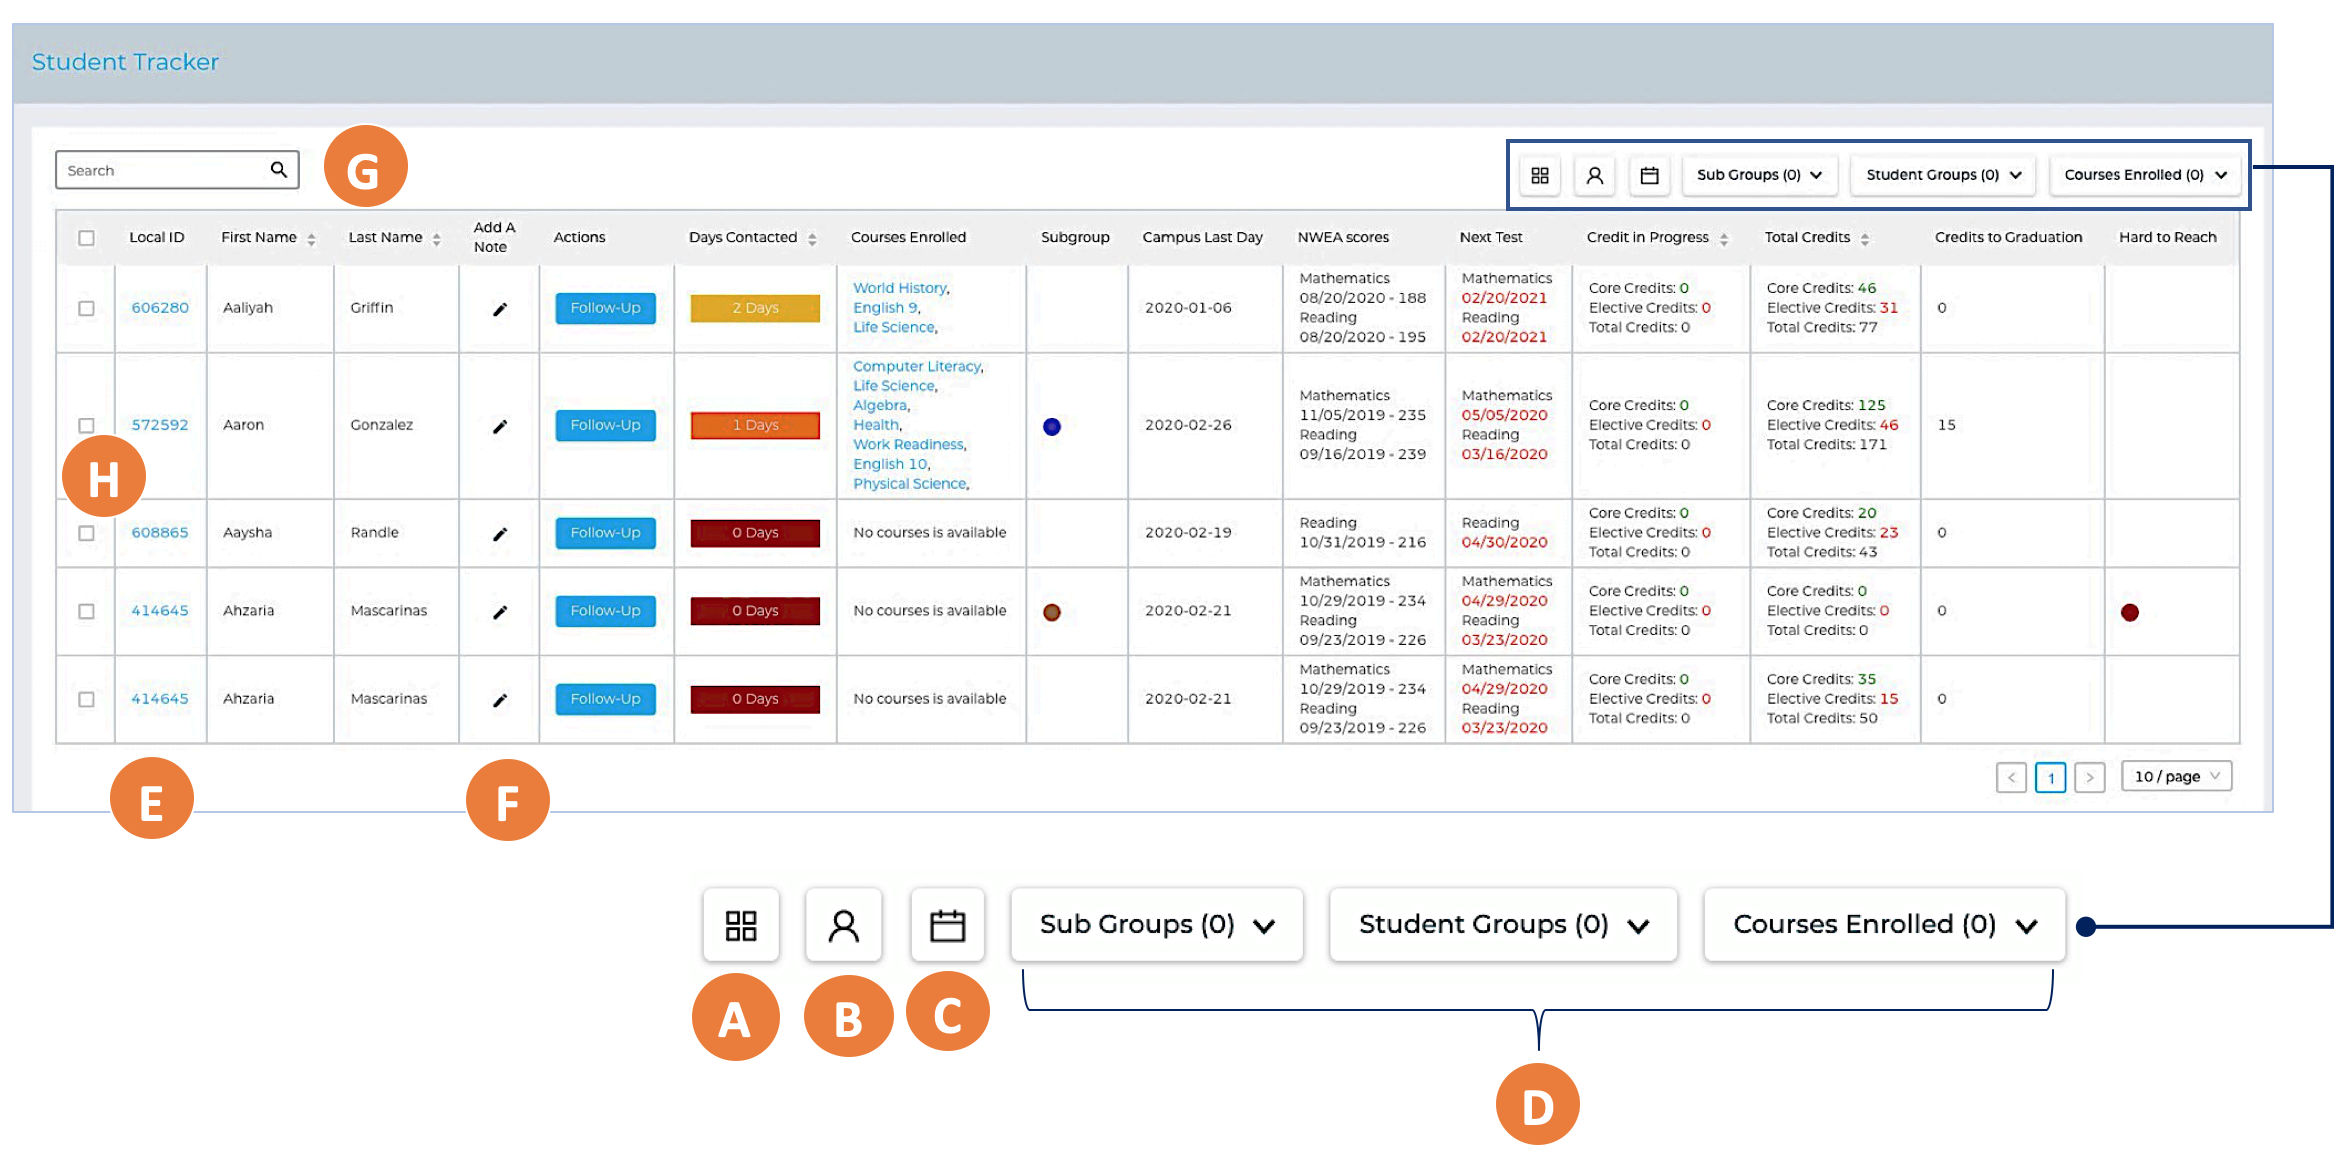 Student Tracker
Search
G
Sub Groups (0)
Student Groups (0)
Courses Enrolled (0)
Local ID
First Name
Last Name
Add A
Note
Actions
Days Contacted
Courses Enrolled
Subgroup
Campus Last Day
NWEA scores
Next Test
Credit in Progress
Total Credits
Credits to Graduation
Hard to Reach
606280
Aaliyah
Griffin
Follow-Up
2 Days
World History,
English 9,
Life Science,
2020-01-06
Mathematics
08/20/2020 - 188
Reading
08/20/2020 - 195
Mathematics
02/20/2021
Reading
02/20/2021
Core Credits: 0
Elective Credits: 0
Total Credits: 0
Core Credits: 46
Elective Credits: 31
Total Credits: 77
0
572592
Aaron
Gonzalez
Follow-Up
1 Days
Computer Literacy,
Life Science,
Algebra,
Health,
Work Readiness,
English 10,
Physical Science,
2020-02-26
Mathematics
11/05/2019 - 235
Reading
09/16/2019 - 239
Mathematics
05/05/2020
Reading
03/16/2020
Core Credits: 0
Elective Credits: 0
Total Credits: 0
Core Credits: 125
Elective Credits: 46
Total Credits: 171
15
H
608865
Aaysha
Randle
Follow-Up
0 Days
No courses is available
2020-02-19
Reading
10/31/2019 - 216
Reading
04/30/2020
Core Credits: 0
Elective Credits: 0
Total Credits: 0
Core Credits: 20
Elective Credits: 23
Total Credits: 43
0
414645
Ahzaria
Mascarinas
Follow-Up
0 Days
No courses is available
2020-02-21
Mathematics
10/29/2019 - 234
Reading
09/23/2019 - 226
Mathematics
04/29/2020
Reading
03/23/2020
Core Credits: 0
Elective Credits: 0
Total Credits: 0
Core Credits: 0
Elective Credits: 0
Total Credits: 0
0
414645
Ahzaria
Mascarinas
Follow-Up
0 Days
No courses is available
2020-02-21
Mathematics
10/29/2019 - 234
Reading
09/23/2019 - 226
Mathematics
04/29/2020
Reading
03/23/2020
Core Credits: 0
Elective Credits: 0
Total Credits: 0
Core Credits: 35
Elective Credits: 15
Total Credits: 50
0
< 1 >
10 / page
E
F
Sub Groups (0)
Student Groups (0)
Courses Enrolled (0)
A
B
C
D